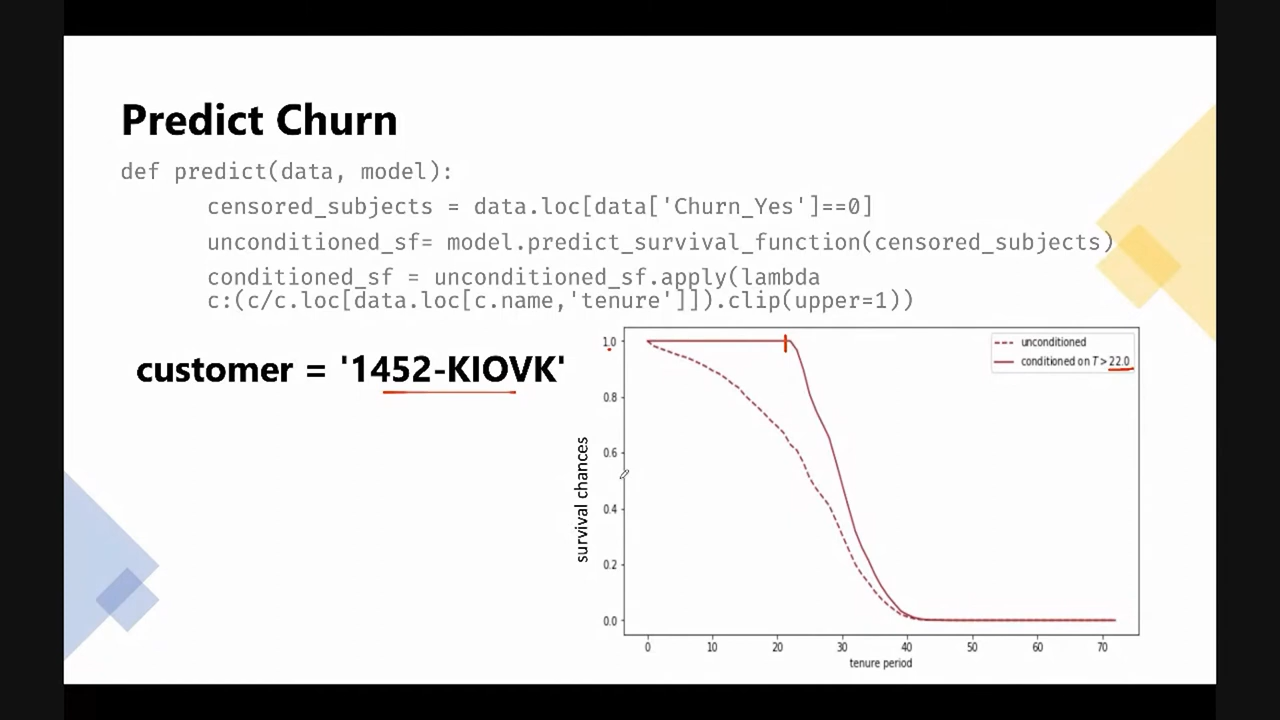 Predict Churn
def predict(data, model):
censored_subjects = data.loc[data['Churn_Yes']==0]
unconditioned_sf= model.predict_survival_function(censored_subjects)
conditioned_sf = unconditioned_sf.apply(lambda
c:(c/c.loc[data.loc[c.name,'tenure']]).clip(upper=1))
customer = '1452-KIOVK'
unconditioned
conditioned on T > 22.0
survival chances
1.0
0.8
0.6
0.4
0.2
0.0
0 10 20 30 40 50 60 70
tenure period